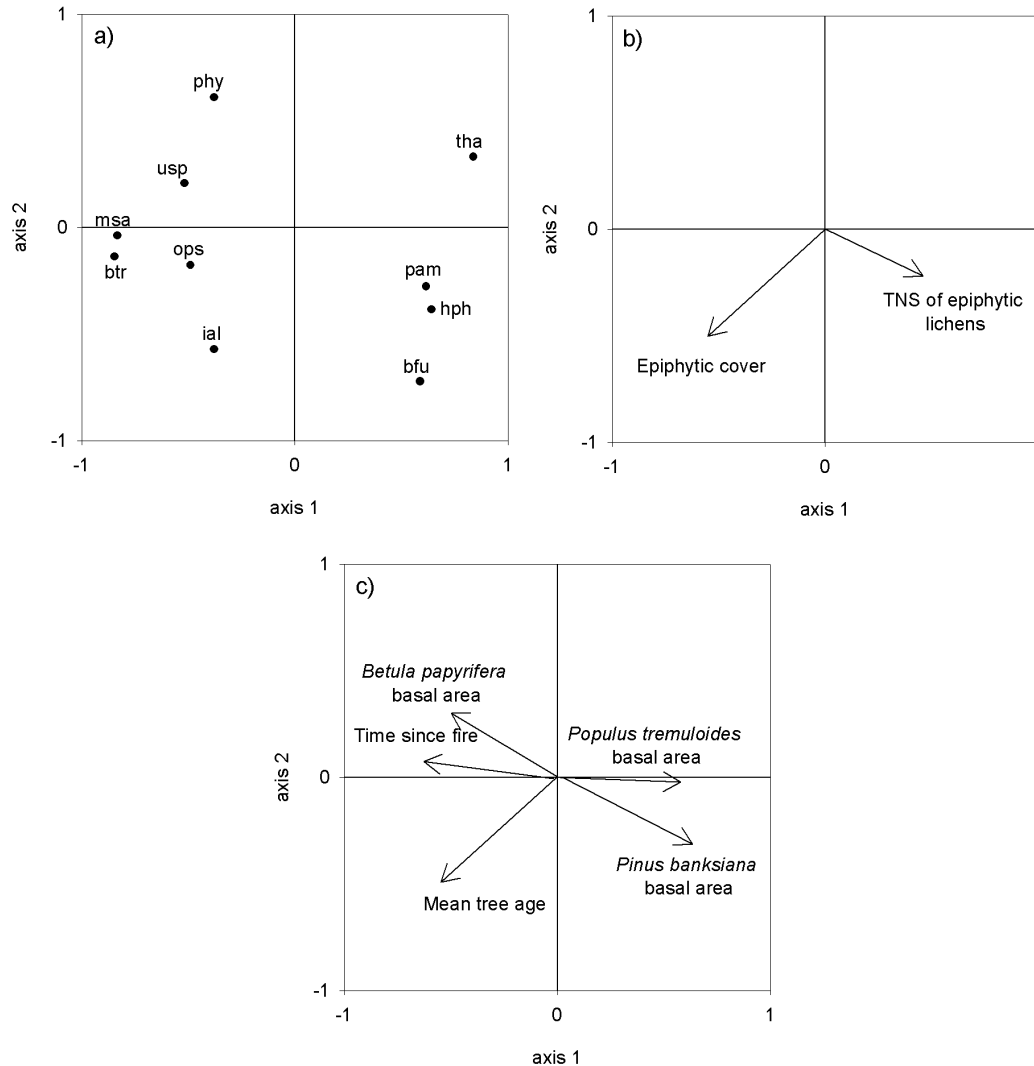 a)
1
phy
tha
usp
axis 2
0
msa
ops
btr
pam
hph
ial
bfu
-1
-1
0
1
axis 1
b)
1
axis 2
0
TNS of epiphytic
lichens
Epiphytic cover
-1
-1
0
axis 1
c)
1
Betula papyrifera
basal area
Time since fire
Populus tremuloides
basal area
axis 2
0
Pinus banksiana
basal area
Mean tree age
-1
-1
0
1
axis 1